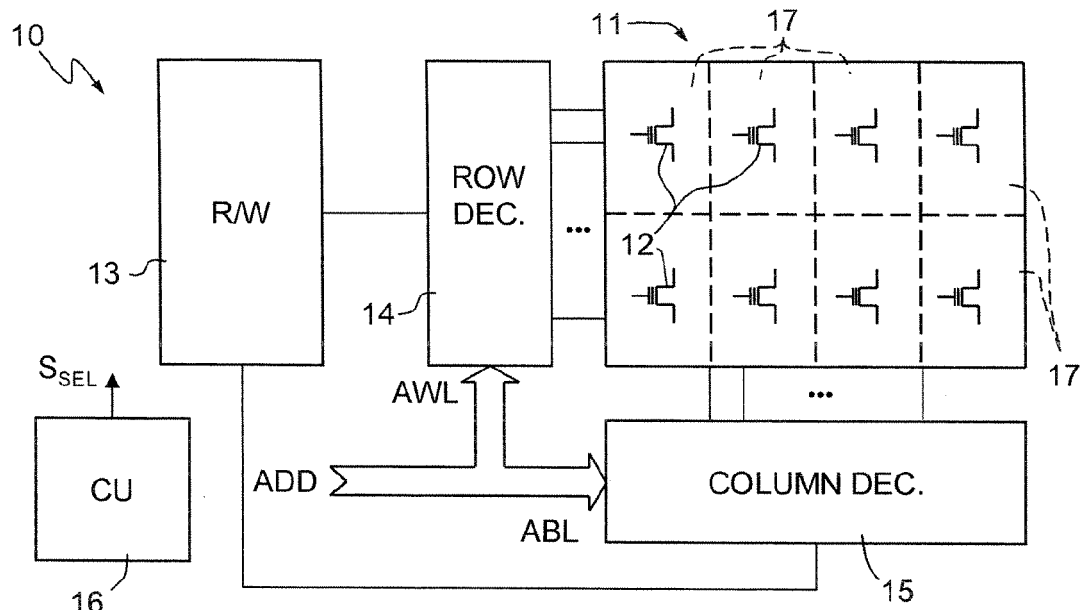 10
11
17
R/W
ROW
DEC.
...
12
13
14
17
S_SEL
AWL
...
CU
ADD
COLUMN DEC.
ABL
16
15